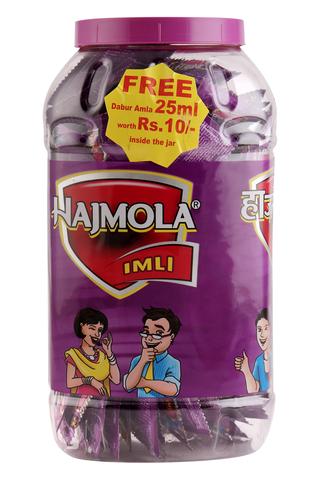 FREE
Dabur Amla 25ml
worth Rs.10/-
inside the jar
HAJMOLA®
IMLI